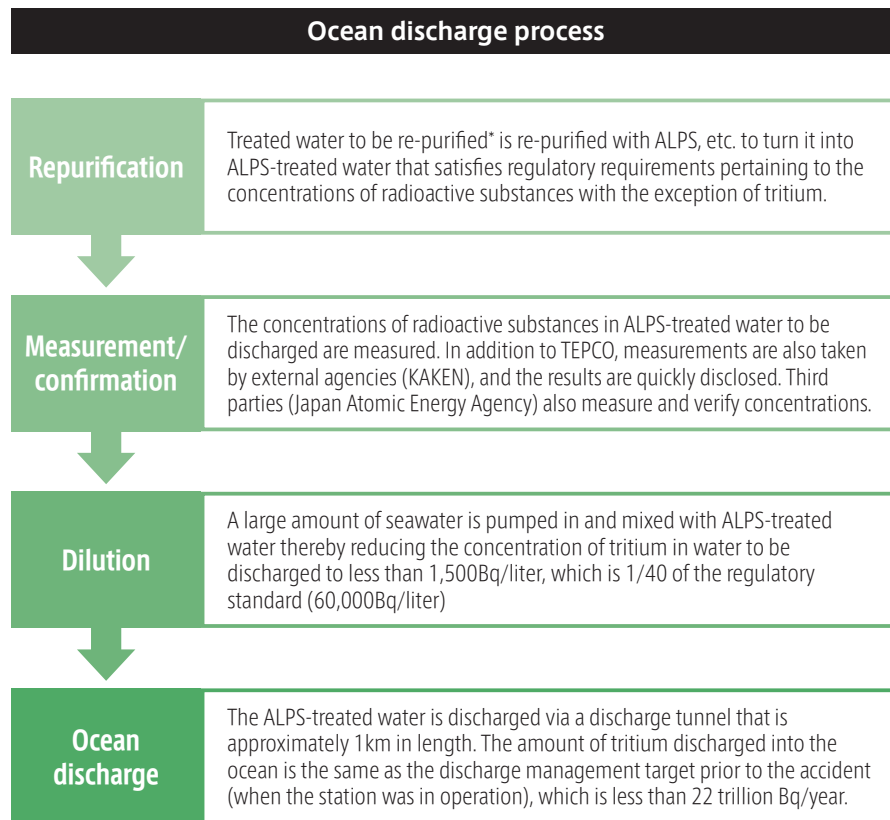 Ocean discharge process
Repurification
Treated water to be re-purified* is re-purified with ALPS, etc. to turn it into
ALPS-treated water that satisfies regulatory requirements pertaining to the
concentrations of radioactive substances with the exception of tritium.
Measurement/
confirmation
The concentrations of radioactive substances in ALPS-treated water to be
discharged are measured. In addition to TEPCO, measurements are also taken
by external agencies (KAKEN), and the results are quickly disclosed. Third
parties (Japan Atomic Energy Agency) also measure and verify concentrations.
Dilution
A large amount of seawater is pumped in and mixed with ALPS-treated
water thereby reducing the concentration of tritium in water to be
discharged to less than 1,500Bq/liter, which is 1/40 of the regulatory
standard (60,000Bq/liter)
Ocean
discharge
The ALPS-treated water is discharged via a discharge tunnel that is
approximately 1km in length. The amount of tritium discharged into the
ocean is the same as the discharge management target prior to the accident
(when the station was in operation), which is less than 22 trillion Bq/year.